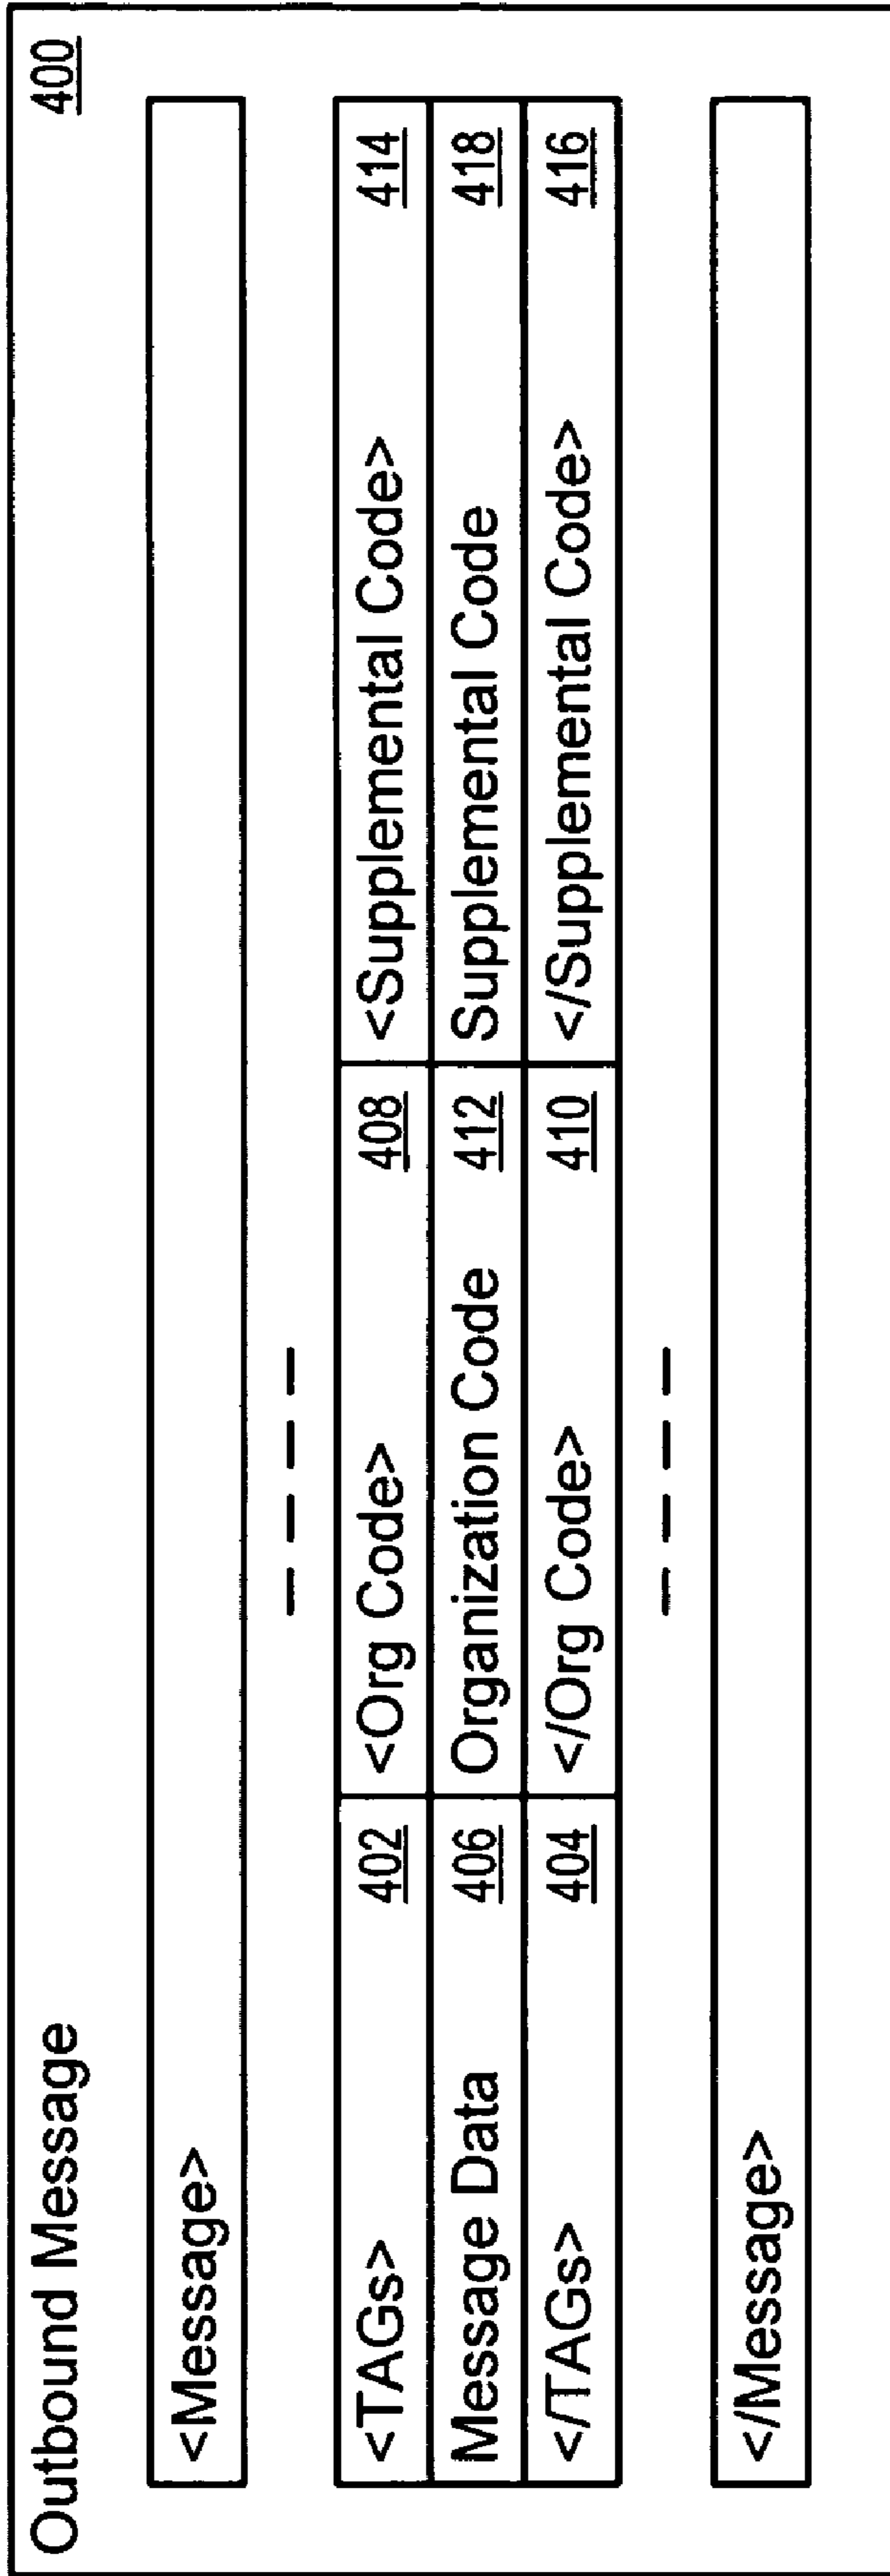 Outbound Message 400
<Message>
<TAGs> 402 <Org Code> 408 <Supplemental Code> 414
Message Data 406 Organization Code 412 Supplemental Code 418
</TAGs> 404 </Org Code> 410 </Supplemental Code> 416
</Message>